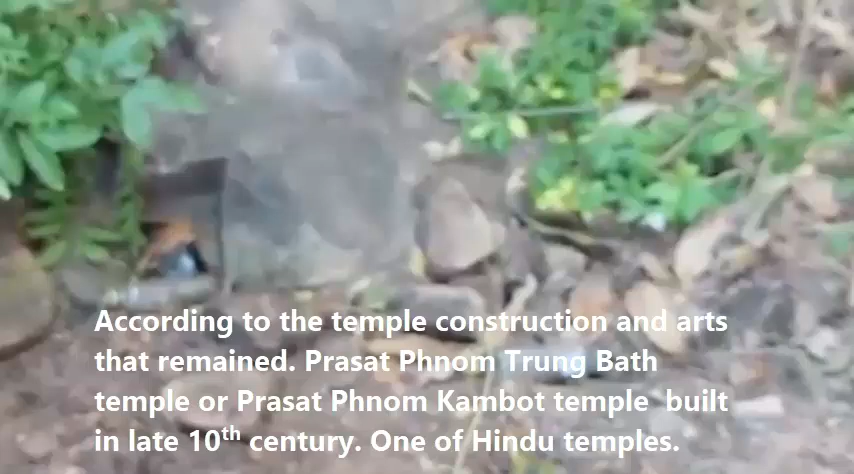 According to the temple construction and arts
that remained. Prasat Phnom Trung Bath
temple or Prasat Phnom Kambot temple  built
in late 10th century. One of Hindu temples.